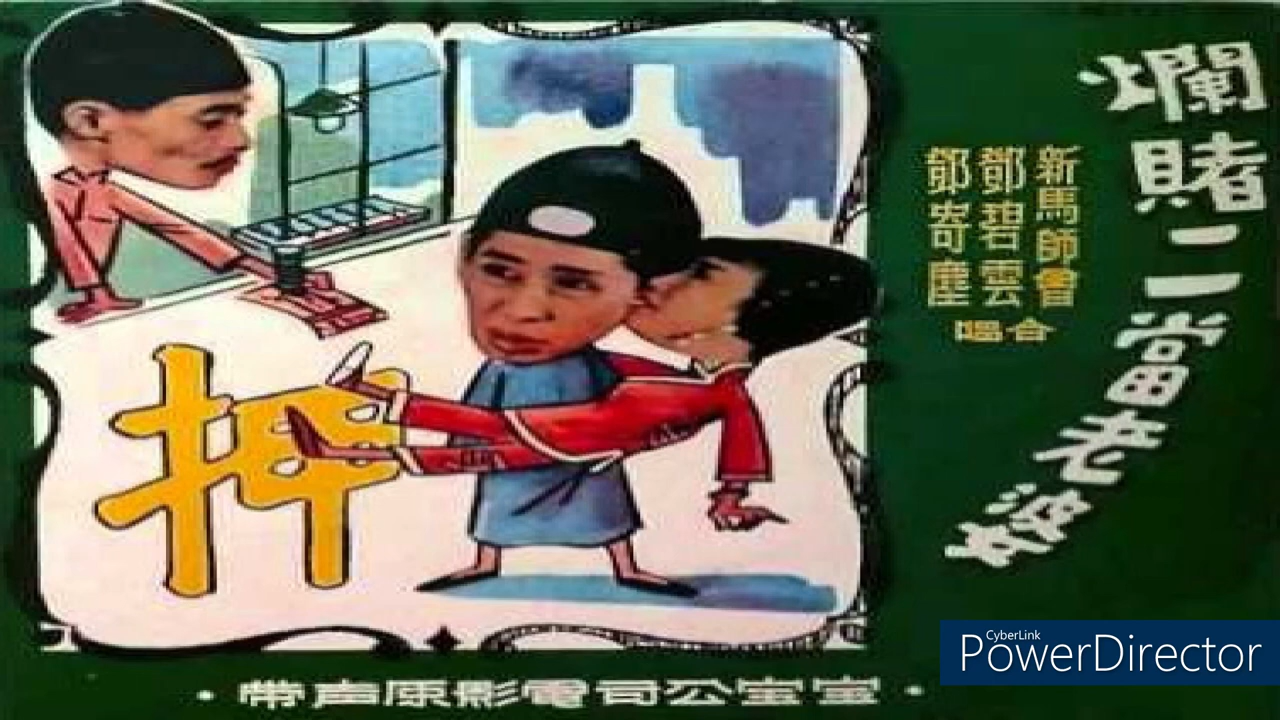 爛賭二當老婆
新馬師曾
鄧碧雲
鄧寄塵
合唱
押
•寶寶公司電影原声帶•
CyberLink
PowerDirector